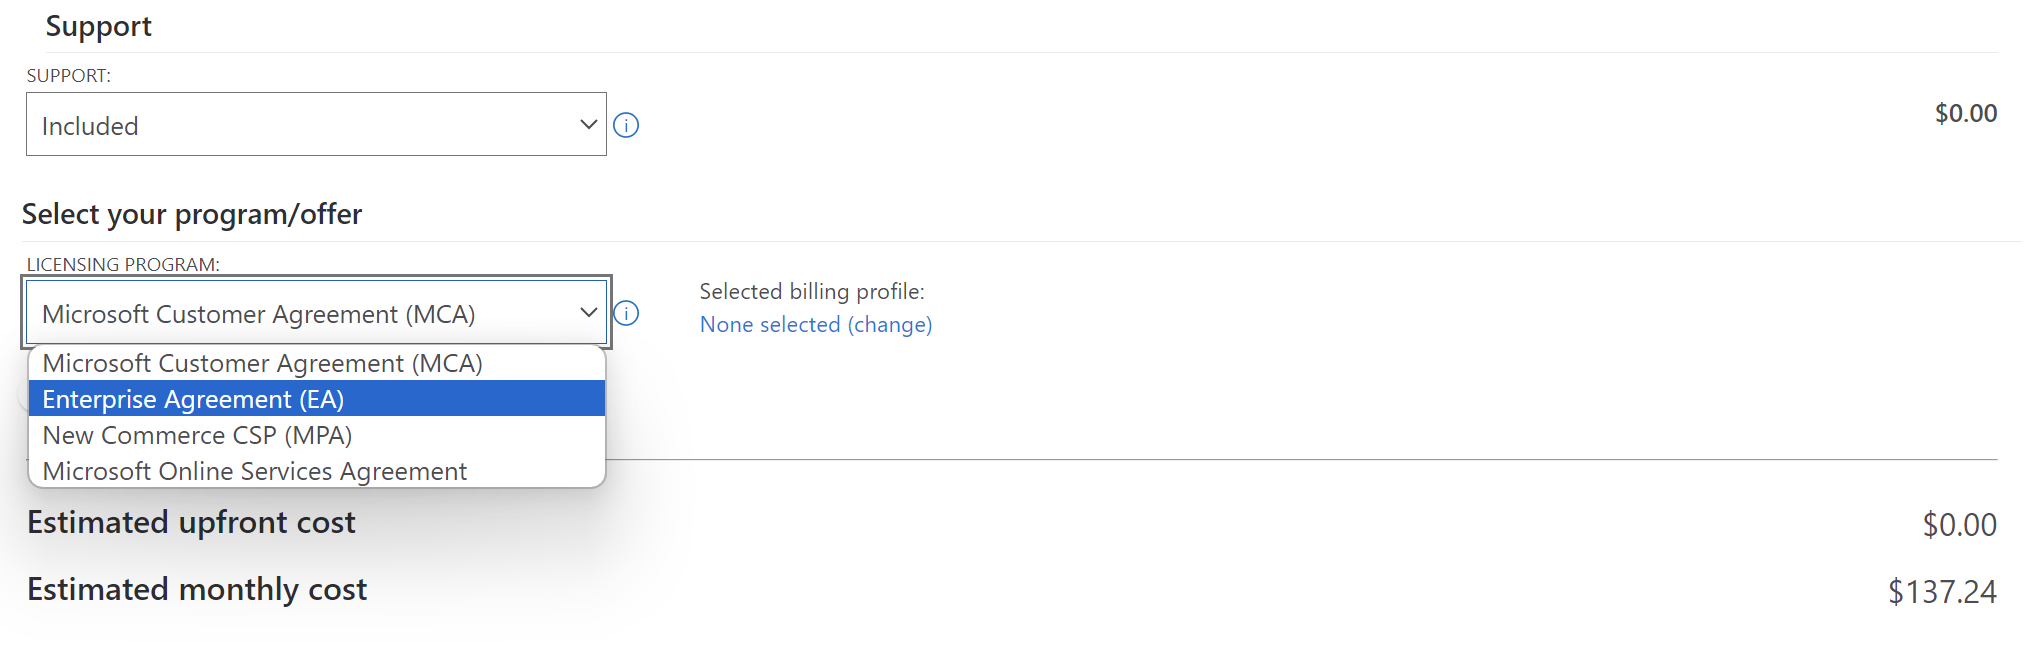 Support
SUPPORT:
Included
$0.00
Select your program/offer
LICENSING PROGRAM:
Microsoft Customer Agreement (MCA)
Selected billing profile:
None selected (change)
Microsoft Customer Agreement (MCA)
Enterprise Agreement (EA)
New Commerce CSP (MPA)
Microsoft Online Services Agreement
Estimated upfront cost
$0.00
Estimated monthly cost
$137.24